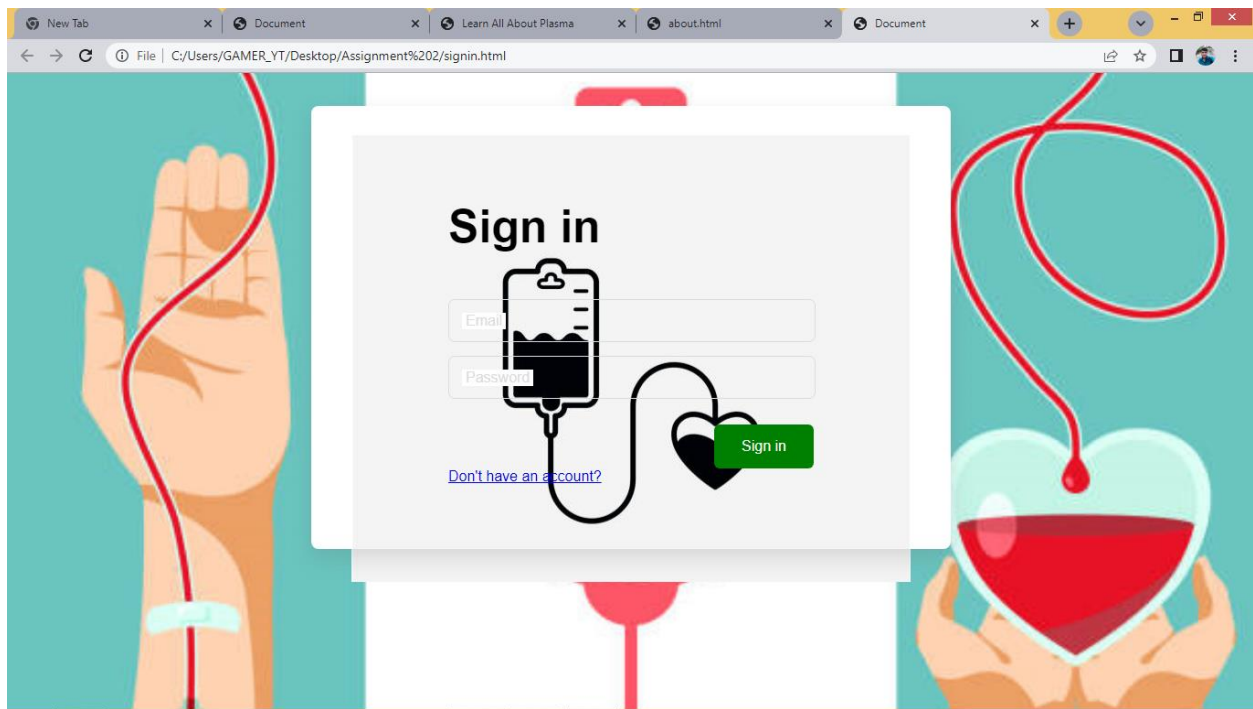 New Tab
Document
Learn All About Plasma
about.html
Document
File
C:/Users/GAMER_YT/Desktop/Assignment%202/signin.html
Sign in
Email
Password
Sign in
Don't have an account?